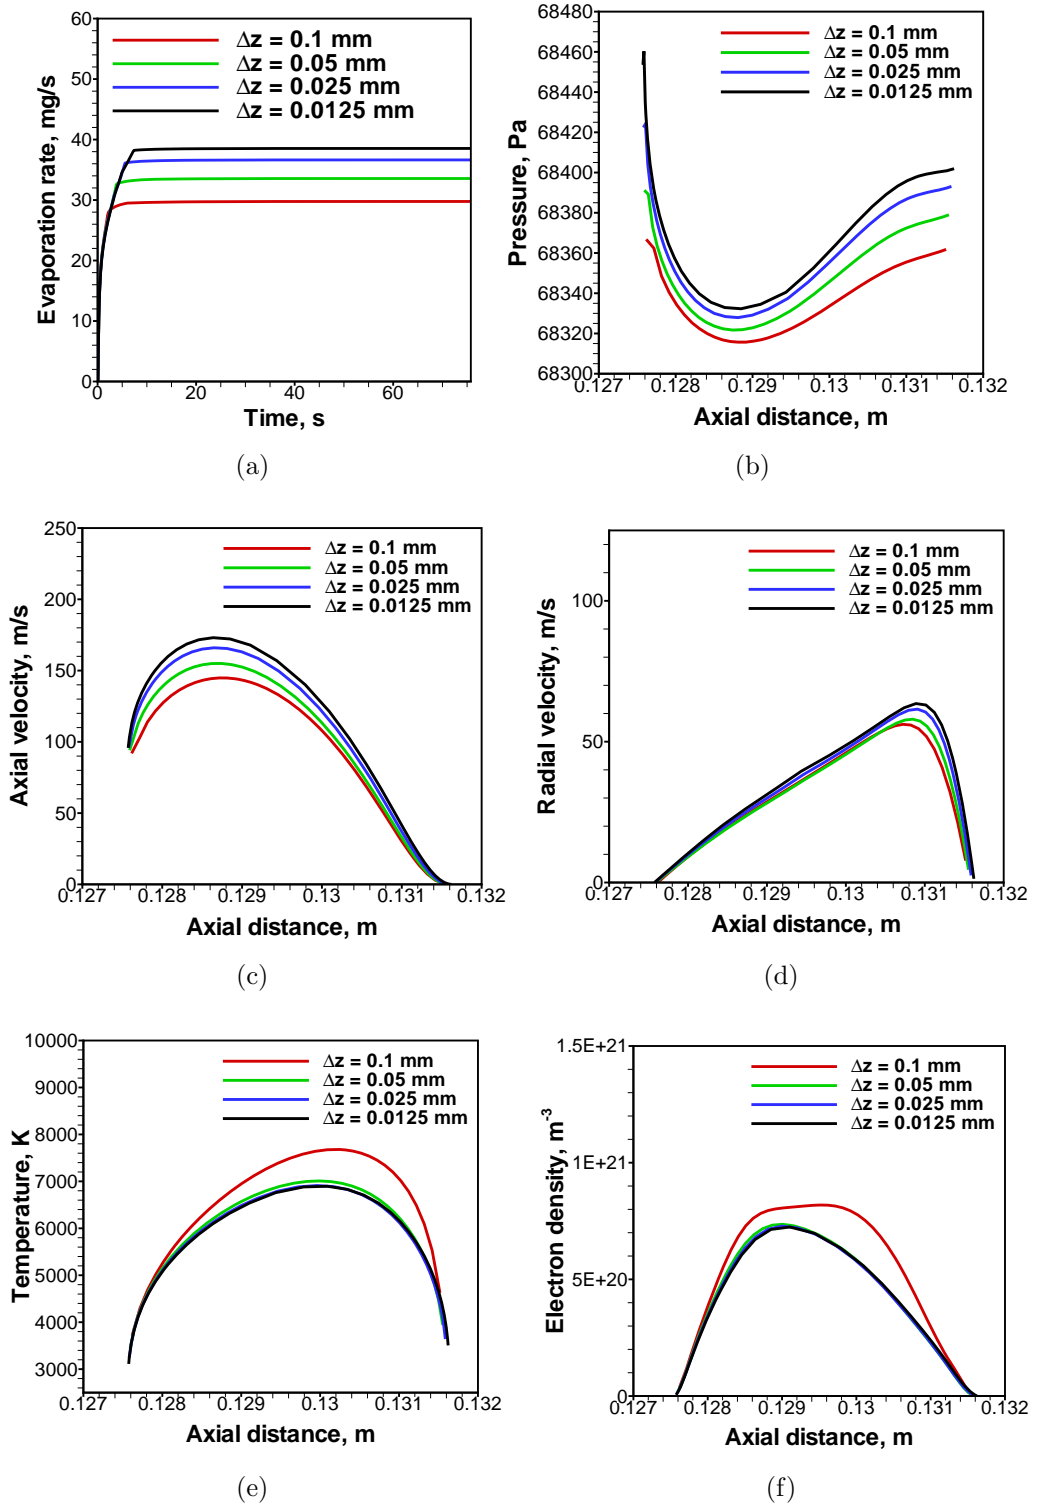 60
50
40
30
20
10
0
0
20
40
60
Evaporation rate, mg/s
Time, s
Δz = 0.1 mm
Δz = 0.05 mm
Δz = 0.025 mm
Δz = 0.0125 mm
(a)
68480
68460
68440
68420
68400
68380
68360
68340
68320
68300
0.127
0.128
0.129
0.13
0.131
0.132
Pressure, Pa
Axial distance, m
Δz = 0.1 mm
Δz = 0.05 mm
Δz = 0.025 mm
Δz = 0.0125 mm
(b)
250
200
150
100
50
0
0.127
0.128
0.129
0.13
0.131
0.132
Axial velocity, m/s
Axial distance, m
Δz = 0.1 mm
Δz = 0.05 mm
Δz = 0.025 mm
Δz = 0.0125 mm
(c)
100
50
0
0.127
0.128
0.129
0.13
0.131
0.132
Radial velocity, m/s
Axial distance, m
Δz = 0.1 mm
Δz = 0.05 mm
Δz = 0.025 mm
Δz = 0.0125 mm
(d)
10000
9000
8000
7000
6000
5000
4000
3000
0.127
0.128
0.129
0.13
0.131
0.132
Temperature, K
Axial distance, m
Δz = 0.1 mm
Δz = 0.05 mm
Δz = 0.025 mm
Δz = 0.0125 mm
(e)
1.5E+21
1E+21
5E+20
0
0.127
0.128
0.129
0.13
0.131
0.132
Electron density, m⁻³
Axial distance, m
Δz = 0.1 mm
Δz = 0.05 mm
Δz = 0.025 mm
Δz = 0.0125 mm
(f)